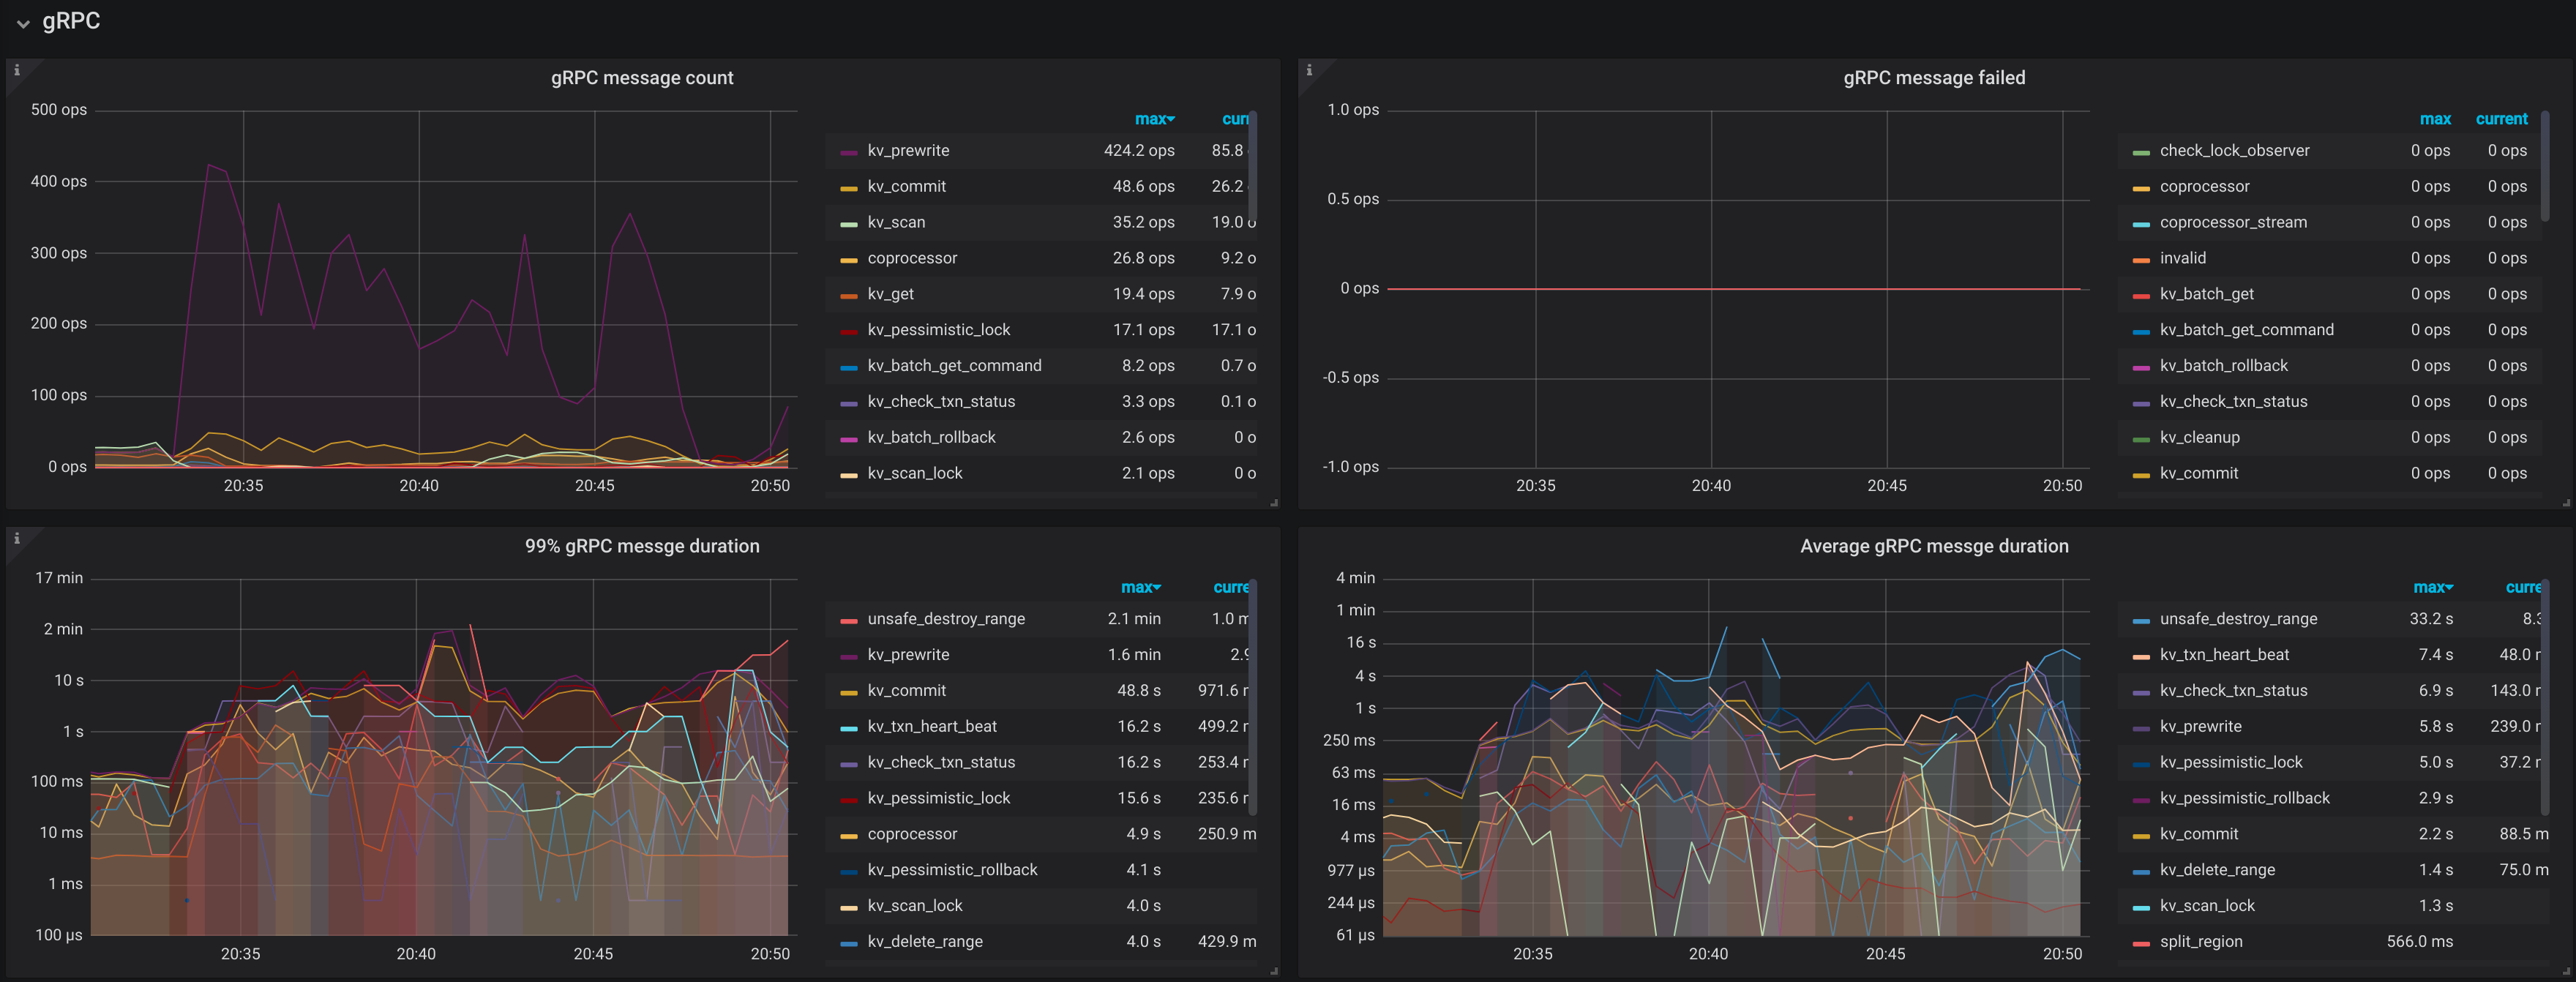 gRPC
gRPC message count
500 ops
400 ops
300 ops
200 ops
100 ops
0 ops
20:35 20:40 20:45 20:50
max
kv_prewrite 424.2 ops 85.8
kv_commit 48.6 ops 26.2
kv_scan 35.2 ops 19.0 o
coprocessor 26.8 ops 9.2 o
kv_get 19.4 ops 7.9 o
kv_pessimistic_lock 17.1 ops 17.1 o
kv_batch_get_command 8.2 ops 0.7 o
kv_check_txn_status 3.3 ops 0.1 o
kv_batch_rollback 2.6 ops 0 o
kv_scan_lock 2.1 ops 0 o
gRPC message failed
1.0 ops
0.5 ops
0 ops
-0.5 ops
-1.0 ops
20:35 20:40 20:45 20:50
max current
check_lock_observer 0 ops 0 ops
coprocessor 0 ops 0 ops
coprocessor_stream 0 ops 0 ops
invalid 0 ops 0 ops
kv_batch_get 0 ops 0 ops
kv_batch_get_command 0 ops 0 ops
kv_batch_rollback 0 ops 0 ops
kv_check_txn_status 0 ops 0 ops
kv_cleanup 0 ops 0 ops
kv_commit 0 ops 0 ops
99% gRPC messge duration
17 min
2 min
10 s
1 s
100 ms
10 ms
1 ms
100 µs
20:35 20:40 20:45 20:50
max curre
unsafe_destroy_range 2.1 min 1.0 m
kv_prewrite 1.6 min 2.9
kv_commit 48.8 s 971.6 m
kv_txn_heart_beat 16.2 s 499.2 m
kv_check_txn_status 16.2 s 253.4 m
kv_pessimistic_lock 15.6 s 235.6 m
coprocessor 4.9 s 250.9 m
kv_pessimistic_rollback 4.1 s
kv_scan_lock 4.0 s
kv_delete_range 4.0 s 429.9 m
Average gRPC messge duration
4 min
1 min
16 s
4 s
1 s
250 ms
63 ms
16 ms
4 ms
977 µs
244 µs
61 µs
20:35 20:40 20:45 20:50
max curre
unsafe_destroy_range 33.2 s 8.3
kv_txn_heart_beat 7.4 s 48.0
kv_check_txn_status 6.9 s 143.0
kv_prewrite 5.8 s 239.0
kv_pessimistic_lock 5.0 s 37.2
kv_pessimistic_rollback 2.9 s
kv_commit 2.2 s 88.5 m
kv_delete_range 1.4 s 75.0 m
kv_scan_lock 1.3 s
split_region 566.0 ms